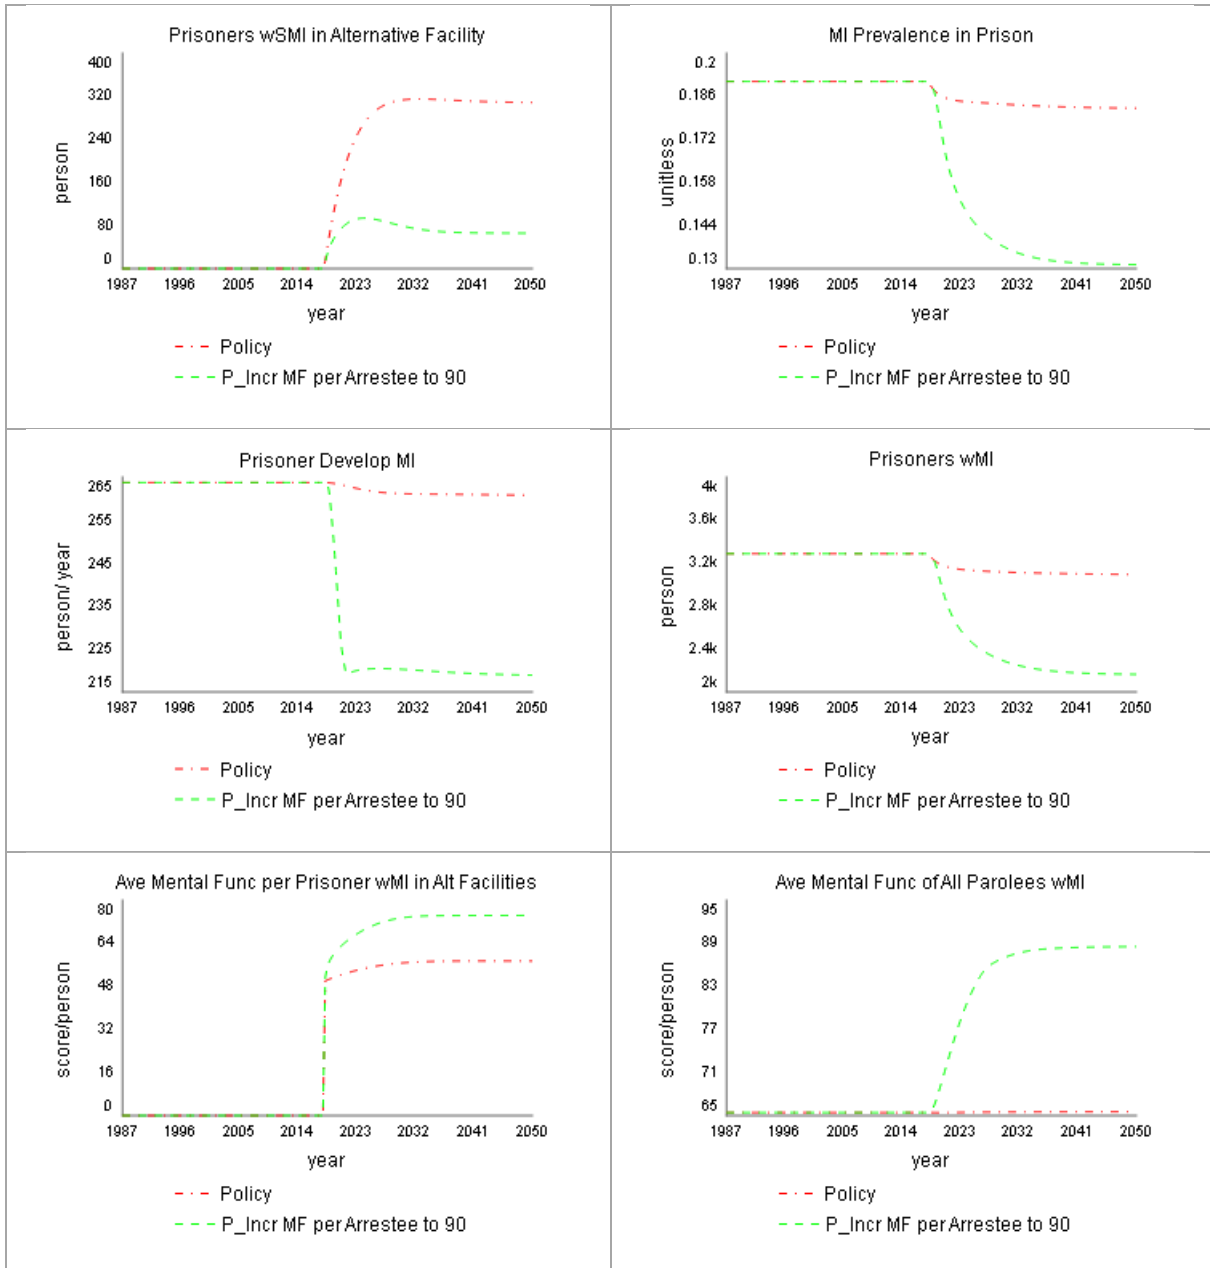 Prisoners wSMI in Alternative Facility
400
320
240
160
80
0
person
1987 1996 2005 2014 2023 2032 2041 2050
year
Policy
P_Incr MF per Arrestee to 90
MI Prevalence in Prison
0.2
0.186
0.172
0.158
0.144
0.13
unitless
1987 1996 2005 2014 2023 2032 2041 2050
year
Policy
P_Incr MF per Arrestee to 90
Prisoner Develop MI
265
255
245
235
225
215
person/ year
1987 1996 2005 2014 2023 2032 2041 2050
year
Policy
P_Incr MF per Arrestee to 90
Prisoners wMI
4k
3.6k
3.2k
2.8k
2.4k
2k
person
1987 1996 2005 2014 2023 2032 2041 2050
year
Policy
P_Incr MF per Arrestee to 90
Ave Mental Func per Prisoner wMI in Alt Facilities
80
64
48
32
16
0
score/person
1987 1996 2005 2014 2023 2032 2041 2050
year
Policy
P_Incr MF per Arrestee to 90
Ave Mental Func of All Parolees wMI
95
89
83
77
71
65
score/person
1987 1996 2005 2014 2023 2032 2041 2050
year
Policy
P_Incr MF per Arrestee to 90